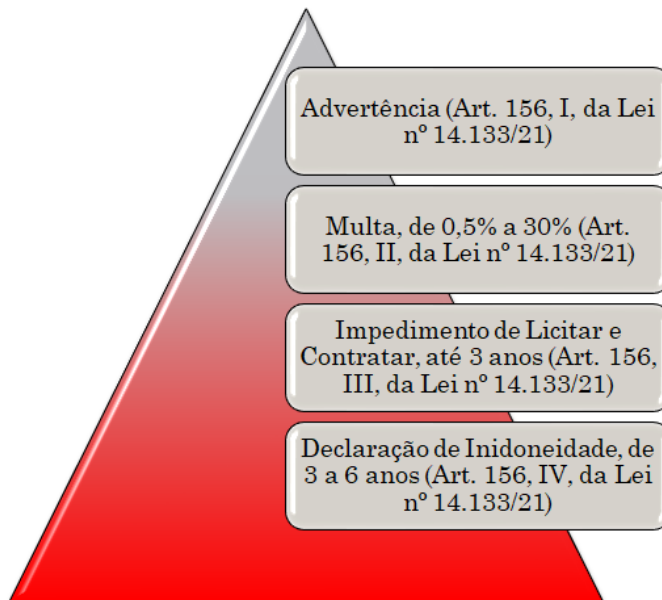 Advertência (Art. 156, I, da Lei
nº 14.133/21)
Multa, de 0,5% a 30% (Art.
156, II, da Lei nº 14.133/21)
Impedimento de Licitar e
Contratar, até 3 anos (Art. 156,
III, da Lei nº 14.133/21)
Declaração de Inidoneidade, de
3 a 6 anos (Art. 156, IV, da Lei
nº 14.133/21)